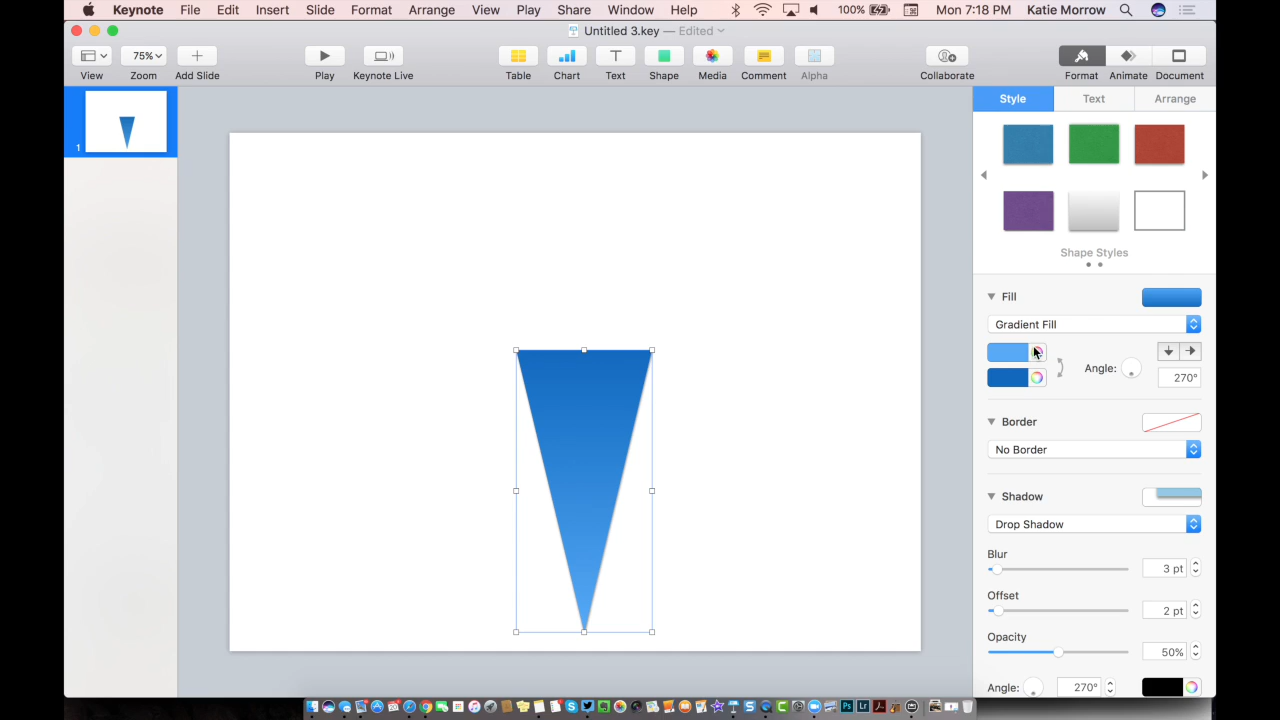 Keynote File Edit Insert Slide Format Arrange View Play Share Window Help 100% Mon 7:18 PM Katie Morrow
Untitled 3.key — Edited
75%
View Zoom Add Slide Play Keynote Live Table Chart Text Shape Media Comment Alpha Collaborate Format Animate Document
Style Text Arrange
1
Shape Styles
Fill
Gradient Fill
Angle:
270°
Border
No Border
Shadow
Drop Shadow
Blur
3 pt
Offset
2 pt
Opacity
50%
Angle: 270°